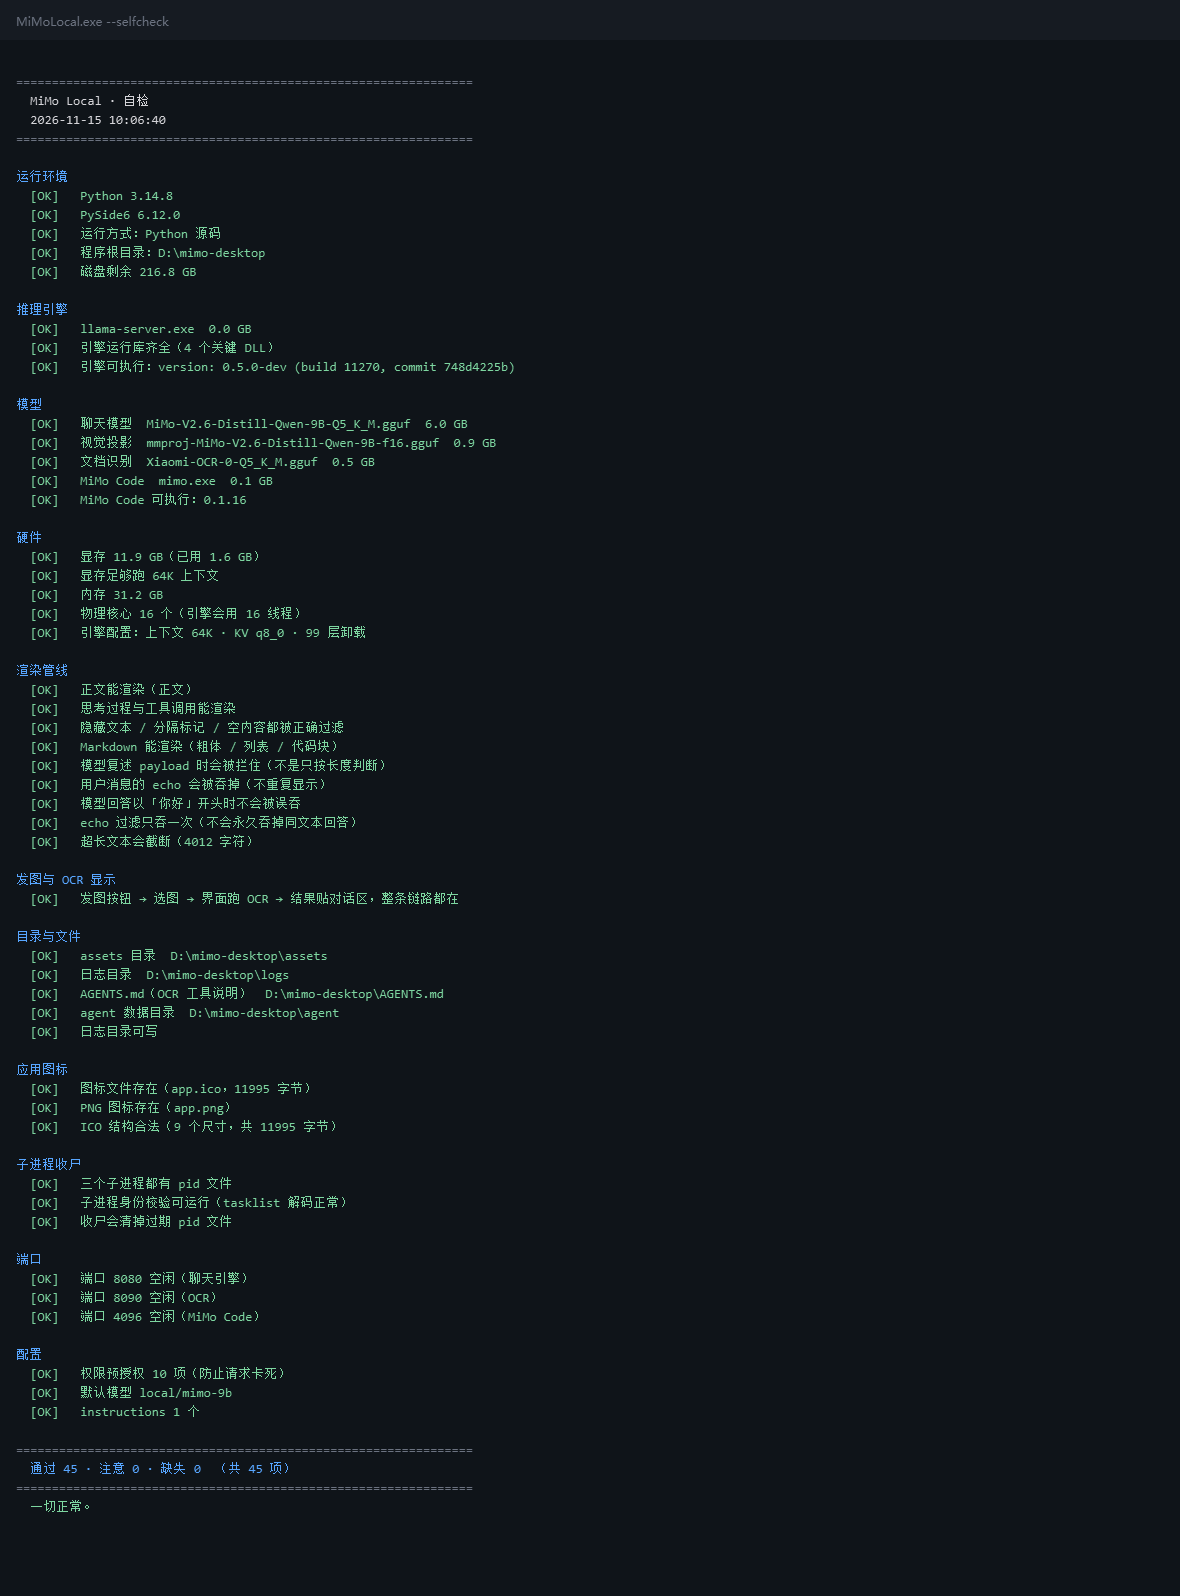 MiMoLocal.exe --selfcheck
================================================================
MiMo Local · 自检
2026-11-15 10:06:40
================================================================
运行环境
[OK] Python 3.14.8
[OK] PySide6 6.12.0
[OK] 运行方式：Python 源码
[OK] 程序根目录：D:\mimo-desktop
[OK] 磁盘剩余 216.8 GB
推理引擎
[OK] llama-server.exe 0.0 GB
[OK] 引擎运行库齐全（4 个关键 DLL）
[OK] 引擎可执行：version: 0.5.0-dev (build 11270, commit 748d4225b)
模型
[OK] 聊天模型 MiMo-V2.6-Distill-Qwen-9B-Q5_K_M.gguf 6.0 GB
[OK] 视觉投影 mmproj-MiMo-V2.6-Distill-Qwen-9B-f16.gguf 0.9 GB
[OK] 文档识别 Xiaomi-OCR-0-Q5_K_M.gguf 0.5 GB
[OK] MiMo Code mimo.exe 0.1 GB
[OK] MiMo Code 可执行：0.1.16
硬件
[OK] 显存 11.9 GB（已用 1.6 GB）
[OK] 显存足够跑 64K 上下文
[OK] 内存 31.2 GB
[OK] 物理核心 16 个（引擎会用 16 线程）
[OK] 引擎配置：上下文 64K · KV q8_0 · 99 层卸载
渲染管线
[OK] 正文能渲染（正文）
[OK] 思考过程与工具调用能渲染
[OK] 隐藏文本 / 分隔标记 / 空内容都被正确过滤
[OK] Markdown 能渲染（粗体 / 列表 / 代码块）
[OK] 模型复述 payload 时会被拦住（不是只按长度判断）
[OK] 用户消息的 echo 会被吞掉（不重复显示）
[OK] 模型回答以「你好」开头时不会被误吞
[OK] echo 过滤只吞一次（不会永久吞掉同文本回答）
[OK] 超长文本会截断（4012 字符）
发图与 OCR 显示
[OK] 发图按钮 → 选图 → 界面跑 OCR → 结果贴对话区，整条链路都在
目录与文件
[OK] assets 目录 D:\mimo-desktop\assets
[OK] 日志目录 D:\mimo-desktop\logs
[OK] AGENTS.md（OCR 工具说明） D:\mimo-desktop\AGENTS.md
[OK] agent 数据目录 D:\mimo-desktop\agent
[OK] 日志目录可写
应用图标
[OK] 图标文件存在（app.ico，11995 字节）
[OK] PNG 图标存在（app.png）
[OK] ICO 结构合法（9 个尺寸，共 11995 字节）
子进程收尸
[OK] 三个子进程都有 pid 文件
[OK] 子进程身份校验可运行（tasklist 解码正常）
[OK] 收尸会清掉过期 pid 文件
端口
[OK] 端口 8080 空闲（聊天引擎）
[OK] 端口 8090 空闲（OCR）
[OK] 端口 4096 空闲（MiMo Code）
配置
[OK] 权限预授权 10 项（防止请求卡死）
[OK] 默认模型 local/mimo-9b
[OK] instructions 1 个
================================================================
通过 45 · 注意 0 · 缺失 0 （共 45 项）
================================================================
一切正常。